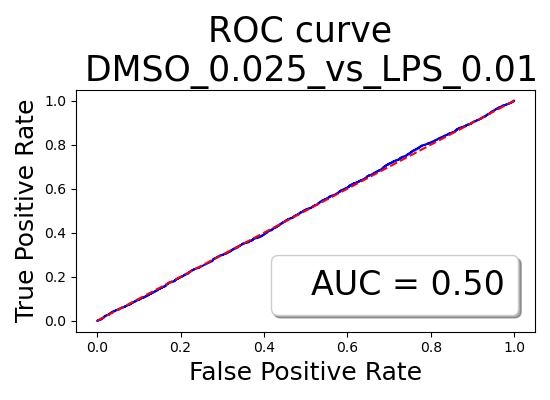 ROC curve
DMSO_0.025_vs_LPS_0.01
True Positive Rate
1.0
0.8
0.6
0.4
0.2
0.0
AUC = 0.50
0.0 0.2 0.4 0.6 0.8 1.0
False Positive Rate